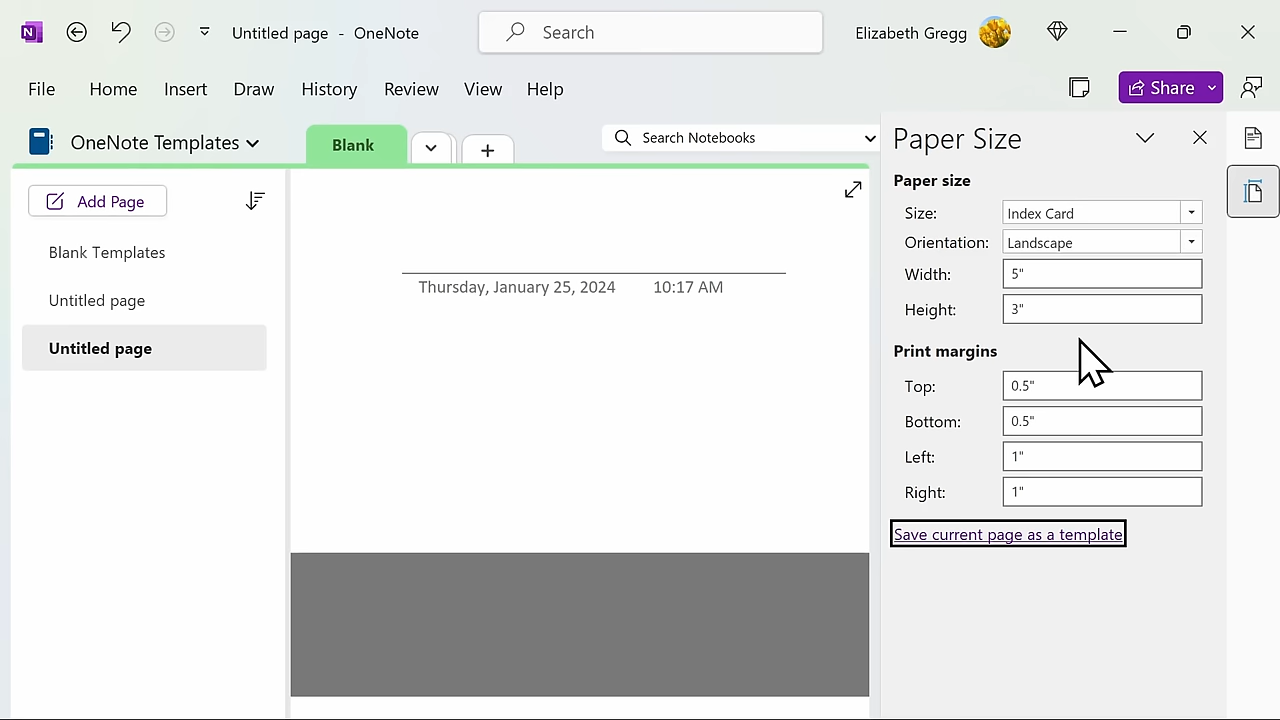 Untitled page - OneNote
Search
Elizabeth Gregg
File Home Insert Draw History Review View Help
Share
OneNote Templates
Blank
+
Search Notebooks
Add Page
Blank Templates
Untitled page
Untitled page
Thursday, January 25, 2024 10:17 AM
Paper Size
Paper size
Size: Index Card
Orientation: Landscape
Width: 5"
Height: 3"
Print margins
Top: 0.5"
Bottom: 0.5"
Left: 1"
Right: 1"
Save current page as a template